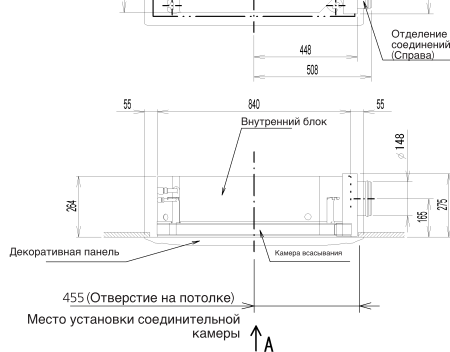 Отделение
соединений
(Справа)
448
508
55
840
55
Внутренний блок
⌀148
264
165
275
Декоративная панель
Камера всасывания
455 (Отверстие на потолке)
Место установки соединительной
камеры
A